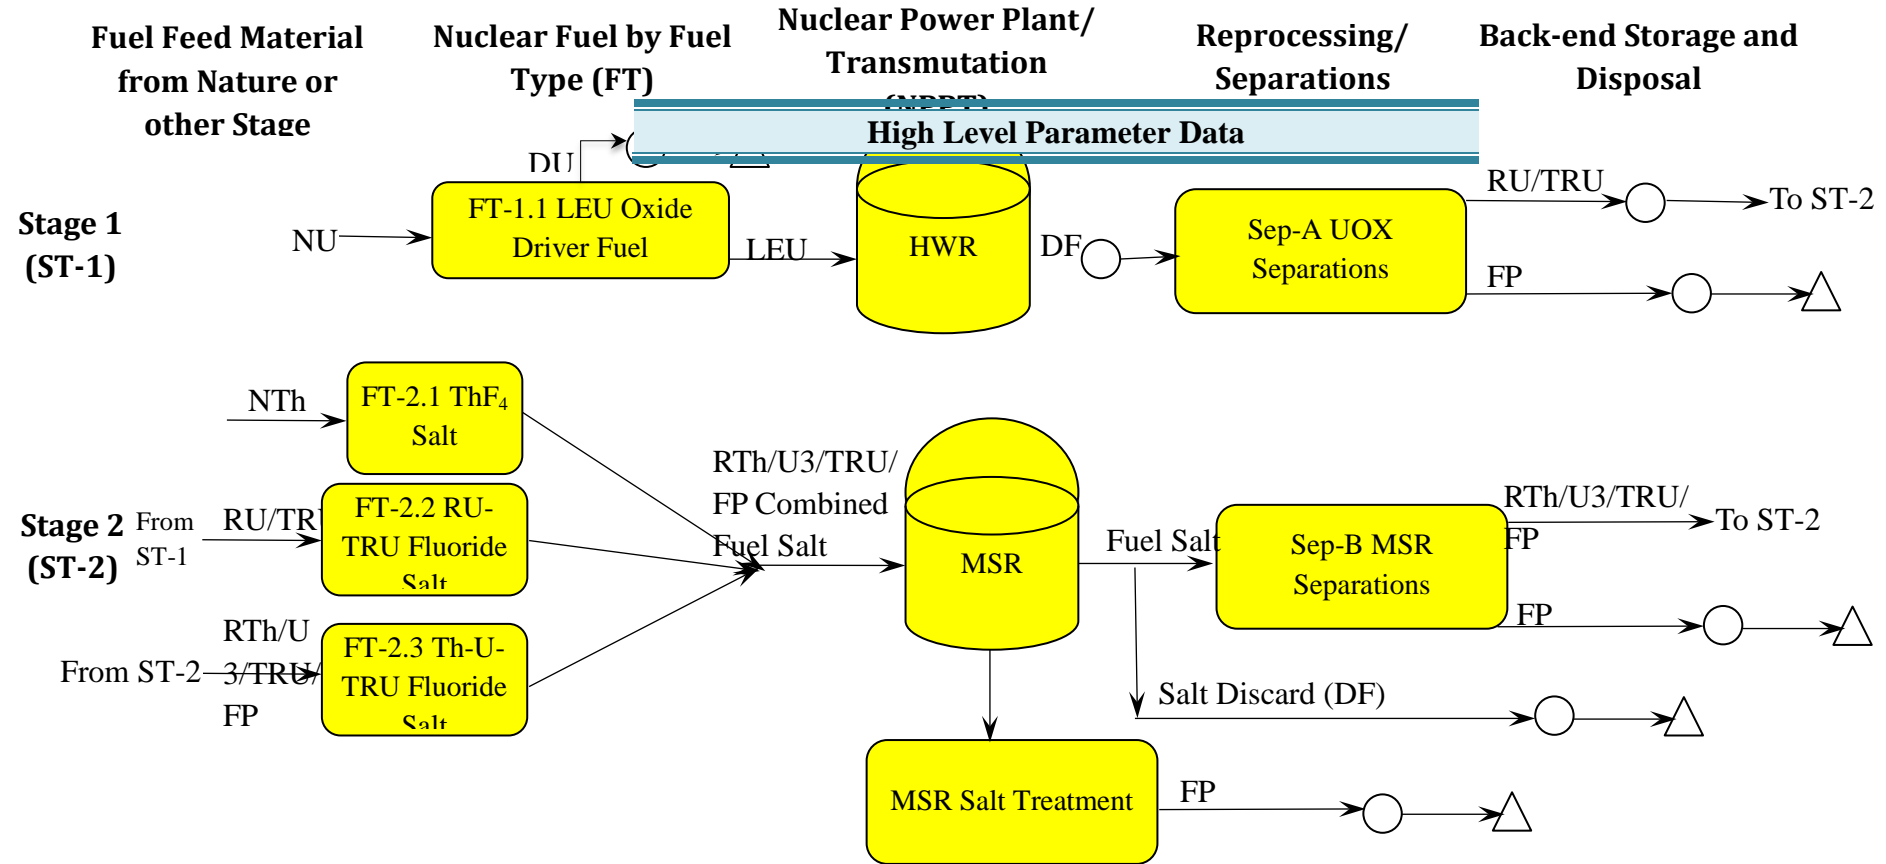 Fuel Feed Material
from Nature or
other Stage
Nuclear Fuel by Fuel
Type (FT)
Nuclear Power Plant/
Transmutation
Reprocessing/
Separations
Back-end Storage and
Disposal
High Level Parameter Data
Stage 1
(ST-1)
NU
DU
FT-1.1 LEU Oxide
Driver Fuel
LEU
HWR
DF
Sep-A UOX
Separations
RU/TRU
To ST-2
FP
Stage 2
(ST-2)
NTh
FT-2.1 ThF₄
Salt
From
ST-1
RU/TRU
FT-2.2 RU-
TRU Fluoride
Salt
From ST-2
RTh/U
3/TRU/
FP
FT-2.3 Th-U-
TRU Fluoride
Salt
RTh/U3/TRU/
FP Combined
Fuel Salt
MSR
Fuel Salt
Sep-B MSR
Separations
RTh/U3/TRU/
FP
To ST-2
FP
Salt Discard (DF)
MSR Salt Treatment
FP